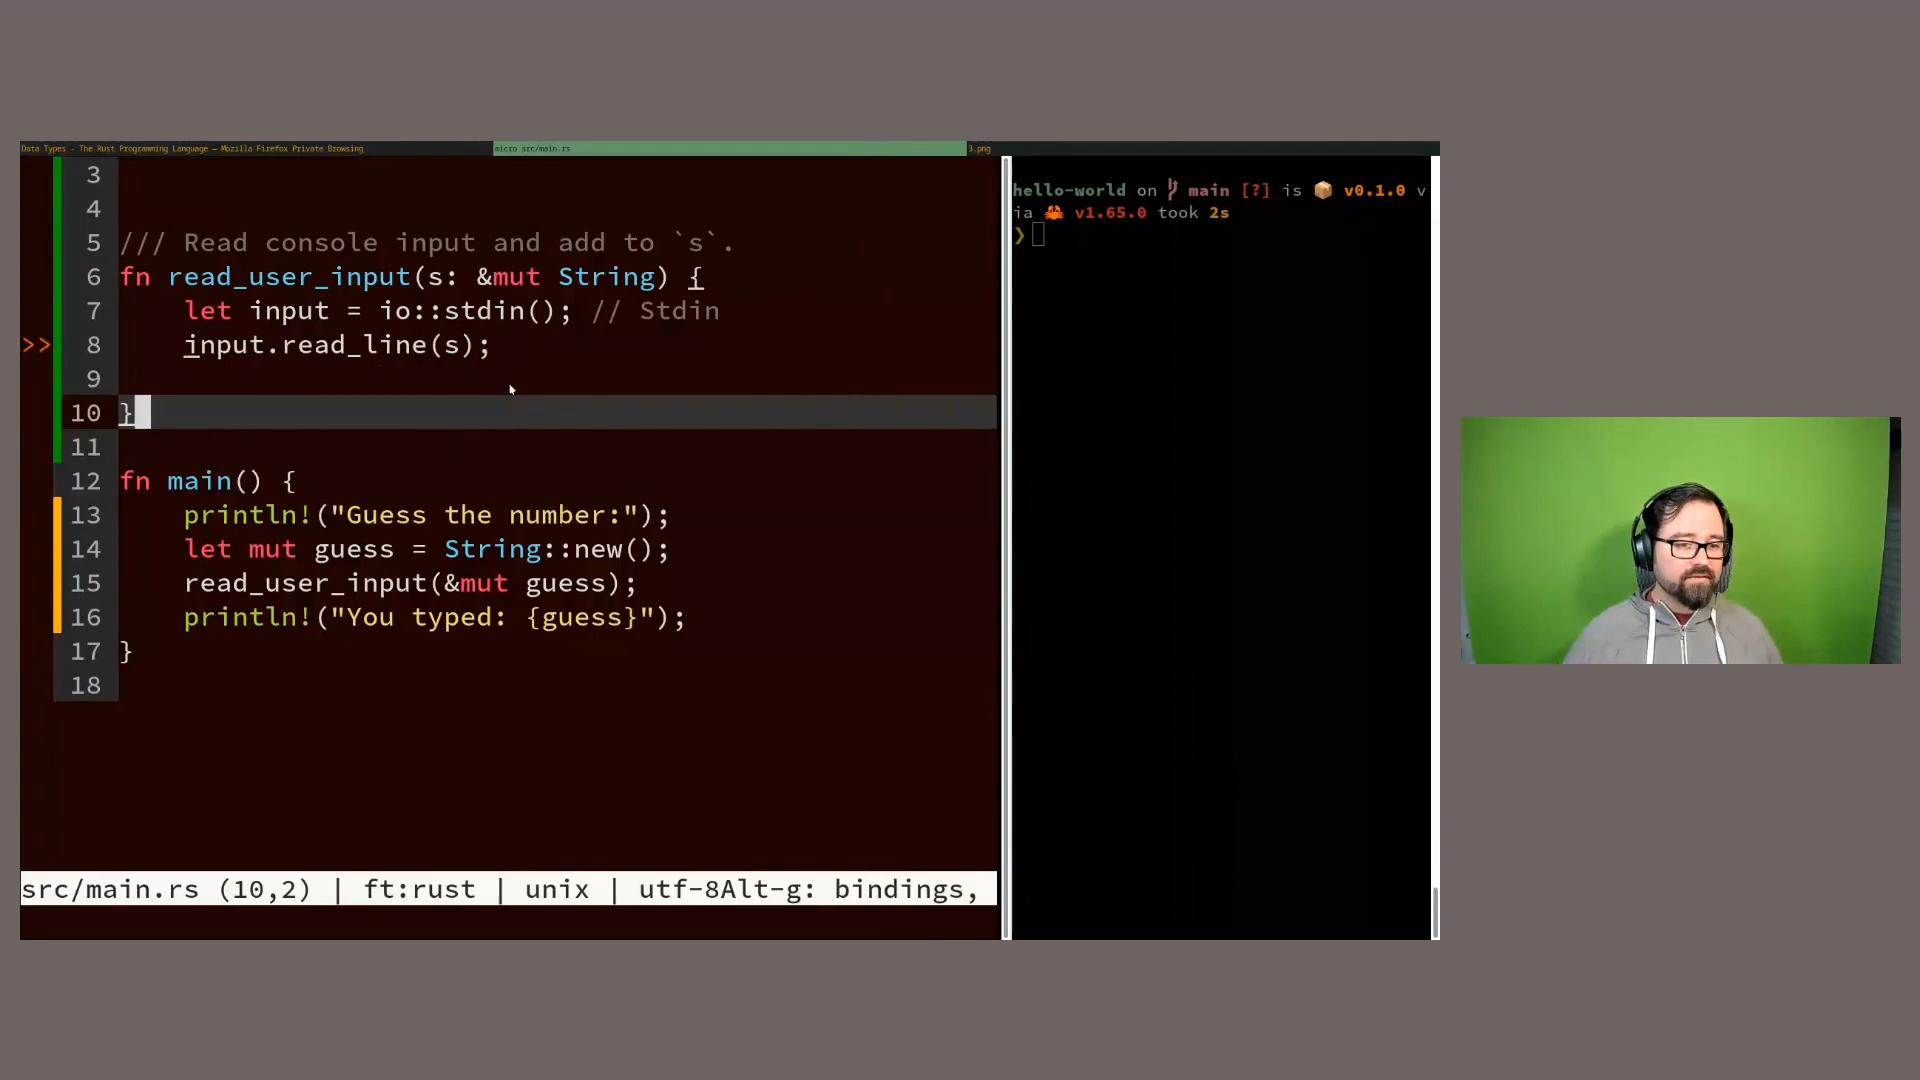 Data Types - The Rust Programming Language — Mozilla Firefox Private Browsing
micro src/main.rs
3.png
3
4
5 /// Read console input and add to `s`.
6 fn read_user_input(s: &mut String) {
7 let input = io::stdin(); // Stdin
>> 8 input.read_line(s);
9
10 }
11
12 fn main() {
13 println!("Guess the number:");
14 let mut guess = String::new();
15 read_user_input(&mut guess);
16 println!("You typed: {guess}");
17 }
18
src/main.rs (10,2) | ft:rust | unix | utf-8Alt-g: bindings,
hello-world on main [?] is 📦 v0.1.0 v
ia 🦀 v1.65.0 took 2s
❯